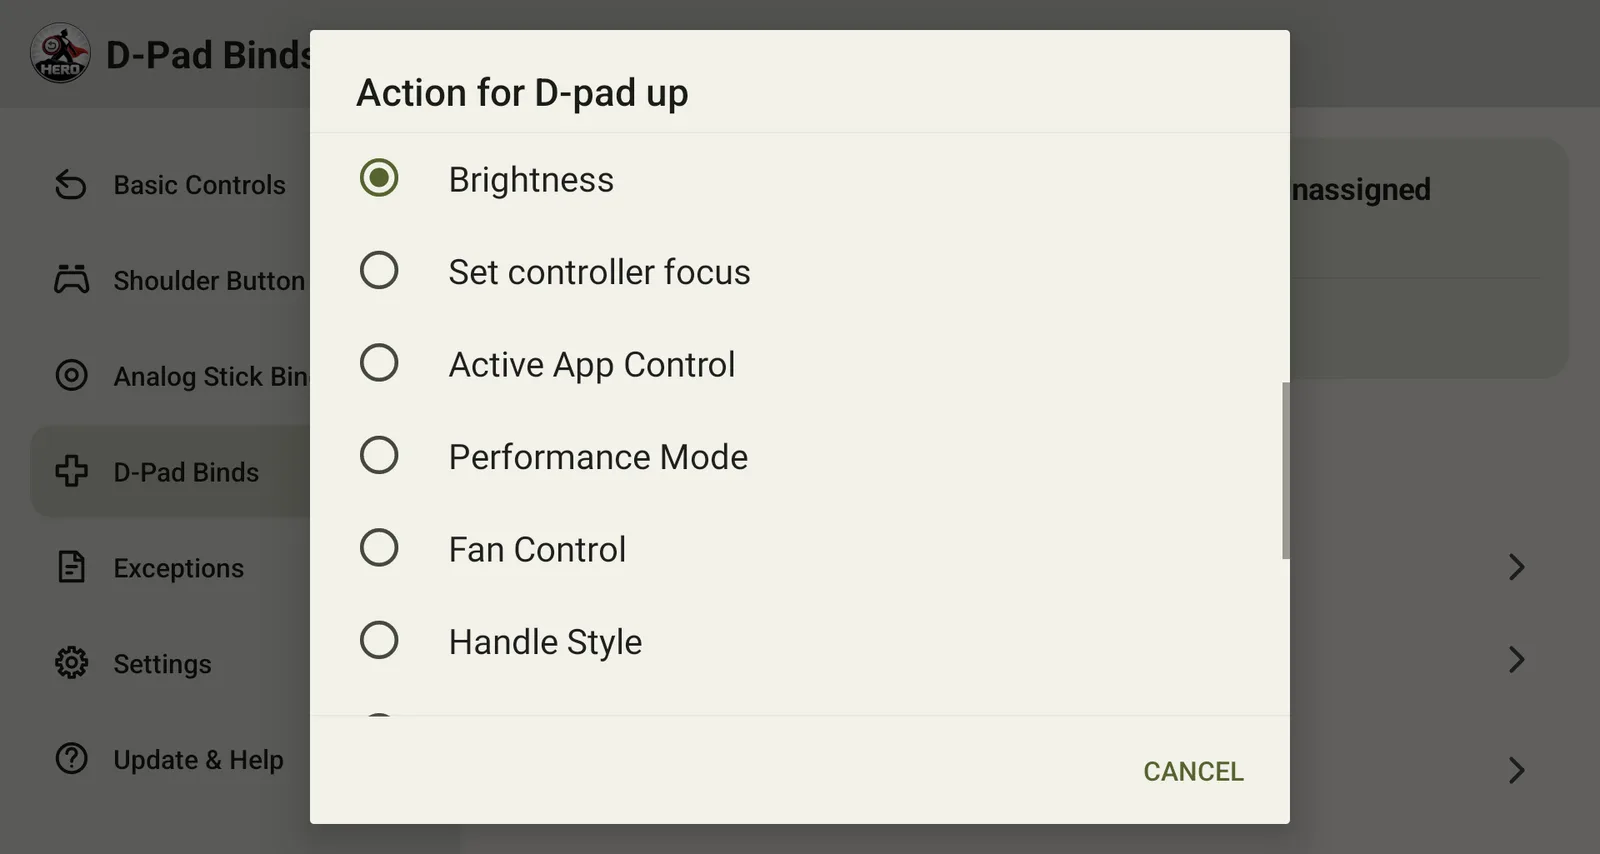 HERO
D-Pad Binds
Basic Controls
Shoulder Button
Analog Stick Bin
D-Pad Binds
Exceptions
Settings
Update & Help
Action for D-pad up
Brightness
Set controller focus
Active App Control
Performance Mode
Fan Control
Handle Style
CANCEL
nassigned